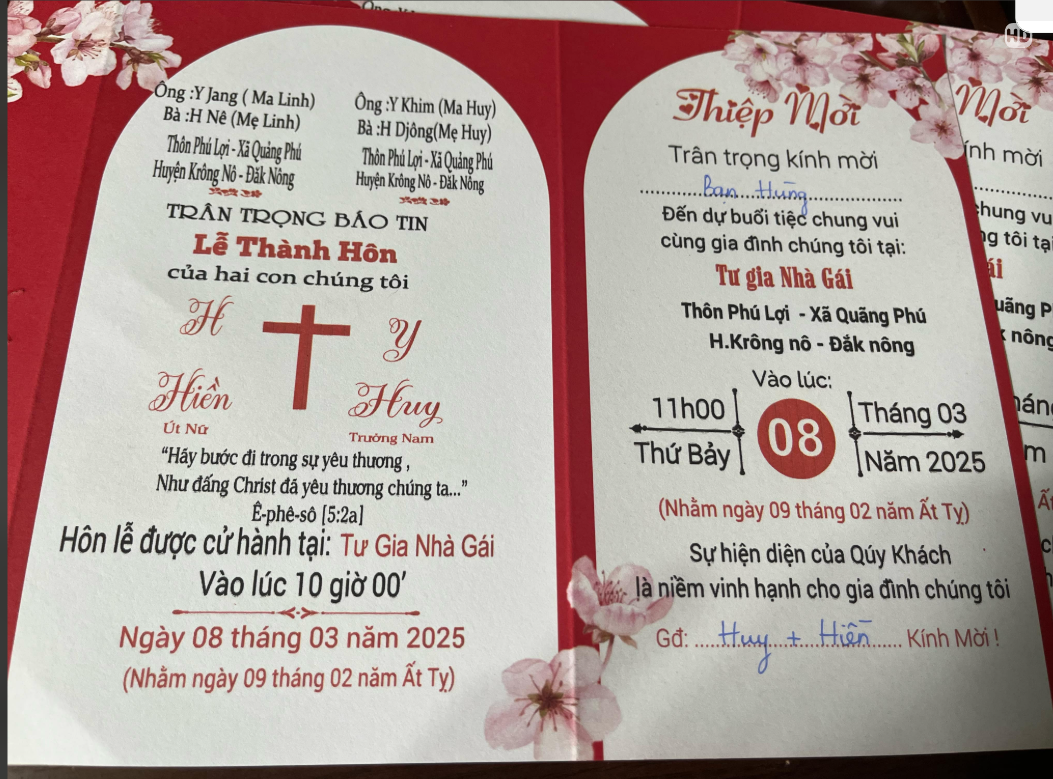 Ông :Y Jang ( Ma Linh)
Bà :H Nê (Mẹ Linh)
Thôn Phú Lợi - Xã Quảng Phú
Huyện Krông Nô - Đăk Nông
Ông :Y Khim (Ma Huy)
Bà :H Djông(Mẹ Huy)
Thôn Phú Lợi - Xã Quảng Phú
Huyện Krông Nô - Đăk Nông
TRÂN TRỌNG BÁO TIN
Lễ Thành Hôn
của hai con chúng tôi
H
Y
Hiền
Huy
Út Nữ
Trưởng Nam
“Hãy bước đi trong sự yêu thương ,
Như đấng Christ đã yêu thương chúng ta...”
Ê-phê-sô [5:2a]
Hôn lễ được cử hành tại: Tư Gia Nhà Gái
Vào lúc 10 giờ 00’
Ngày 08 tháng 03 năm 2025
(Nhằm ngày 09 tháng 02 năm Ất Tỵ)
Thiệp Mời
Trân trọng kính mời
Bạn Hùng
Đến dự buổi tiệc chung vui
cùng gia đình chúng tôi tại:
Tư gia Nhà Gái
Thôn Phú Lợi - Xã Quãng Phú
H.Krông nô - Đắk nông
Vào lúc:
11h00
Thứ Bảy
08
Tháng 03
Năm 2025
(Nhằm ngày 09 tháng 02 năm Ất Tỵ)
Sự hiện diện của Qúy Khách
là niềm vinh hạnh cho gia đình chúng tôi
Gđ: Huy + Hiền Kính Mời !
Mời
ính mời
chung vu
ng tôi tạ
ái
uãng P
k nông
HD